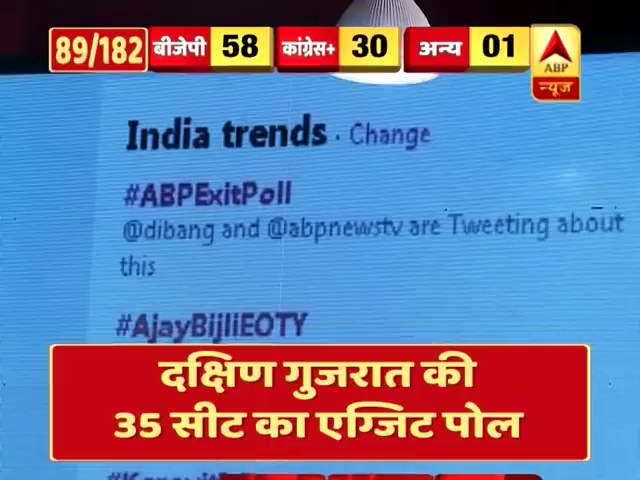 89/182 बीजेपी 58 कांग्रेस+ 30 अन्य 01
ABP
न्यूज़
India trends · Change
#ABPExitPoll
@dibang and @abpnewstv are Tweeting about
this
#AjayBijliEOTY
दक्षिण गुजरात की
35 सीट का एग्जिट पोल